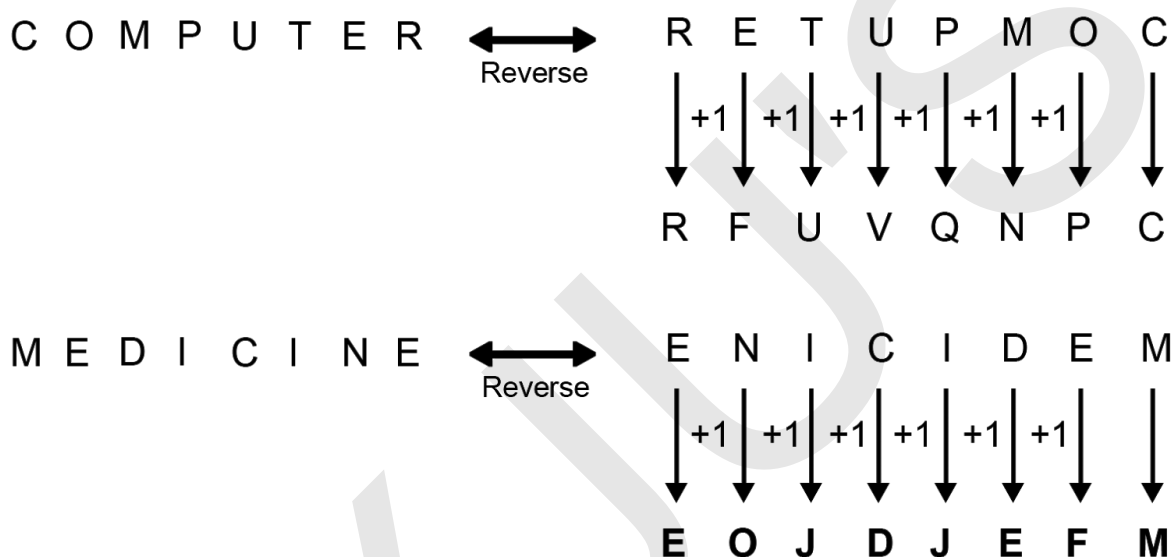 C O M P U T E R Reverse R E T U P M O C
+1 +1 +1 +1 +1 +1
R F U V Q N P C
M E D I C I N E Reverse E N I C I D E M
+1 +1 +1 +1 +1 +1
E O J D J E F M